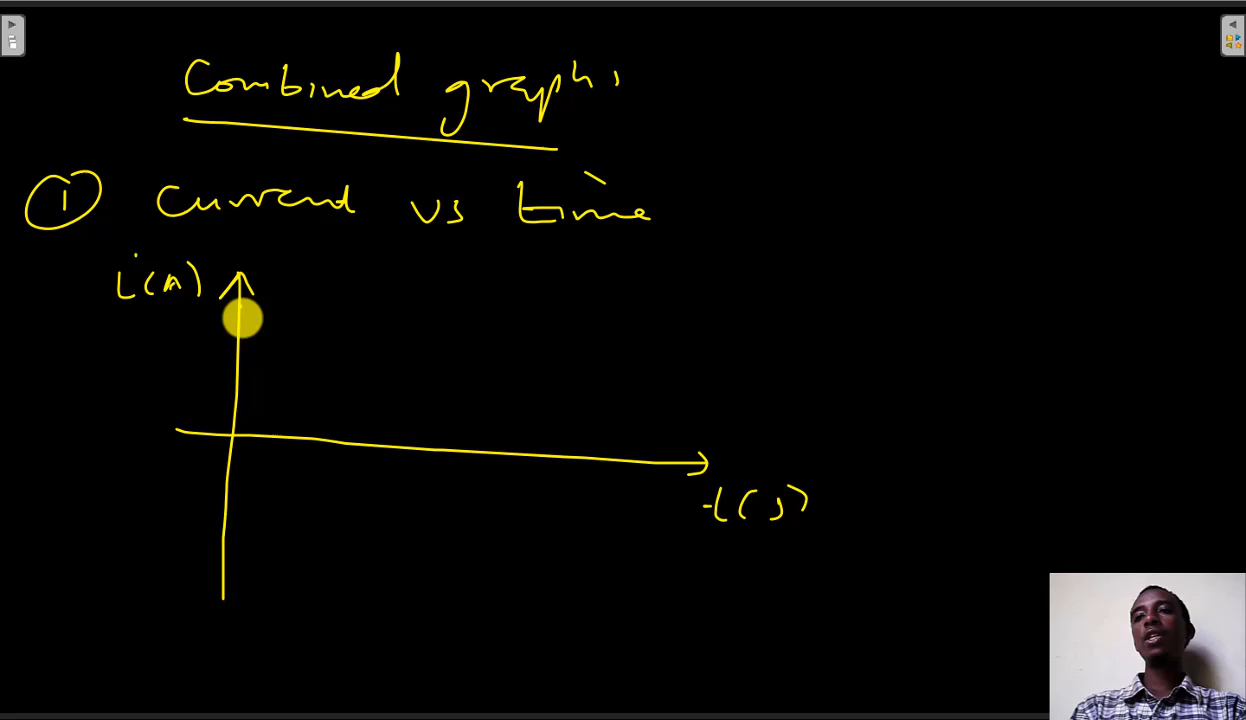 Combined graphs
① Current vs time
i(A)
t(s)